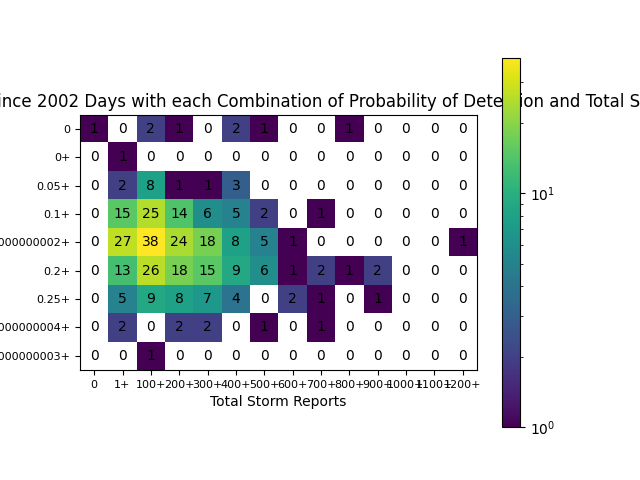 ince 2002 Days with each Combination of Probability of Dete ion and Total S
0 1 0 2 1 0 2 1 0 0 1 0 0 0 0
0+ 0 1 0 0 0 0 0 0 0 0 0 0 0 0
0.05+ 0 2 8 1 1 3 0 0 0 0 0 0 0 0
0.1+ 0 15 25 14 6 5 2 0 1 0 0 0 0 0
000000002+ 0 27 38 24 18 8 5 1 0 0 0 0 0 1
0.2+ 0 13 26 18 15 9 6 1 2 1 2 0 0 0
0.25+ 0 5 9 8 7 4 0 2 1 0 1 0 0 0
000000004+ 0 2 0 2 2 0 1 0 1 0 0 0 0 0
000000003+ 0 0 1 0 0 0 0 0 0 0 0 0 0 0
0 1+ 100+ 200+ 300+ 400+ 500+ 600+ 700+ 800+ 900+ 1000+ 1100+ 1200+
Total Storm Reports
10¹
10⁰